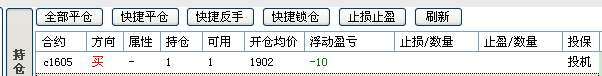 全部平仓 快捷平仓 快捷反手 快捷锁仓 止损止盈 刷新
持仓
合约 方向 属性 持仓 可用 开仓均价 浮动盈亏 止损/数量 止盈/数量 投保
c1605 买 - 1 1 1902 -10 投机